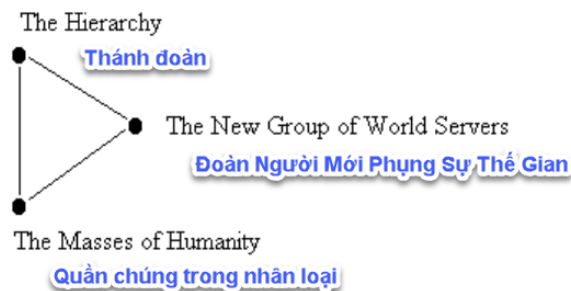 The Hierarchy
Thánh đoàn
The New Group of World Servers
Đoàn Người Mới Phụng Sự Thế Gian
The Masses of Humanity
Quần chúng trong nhân loại